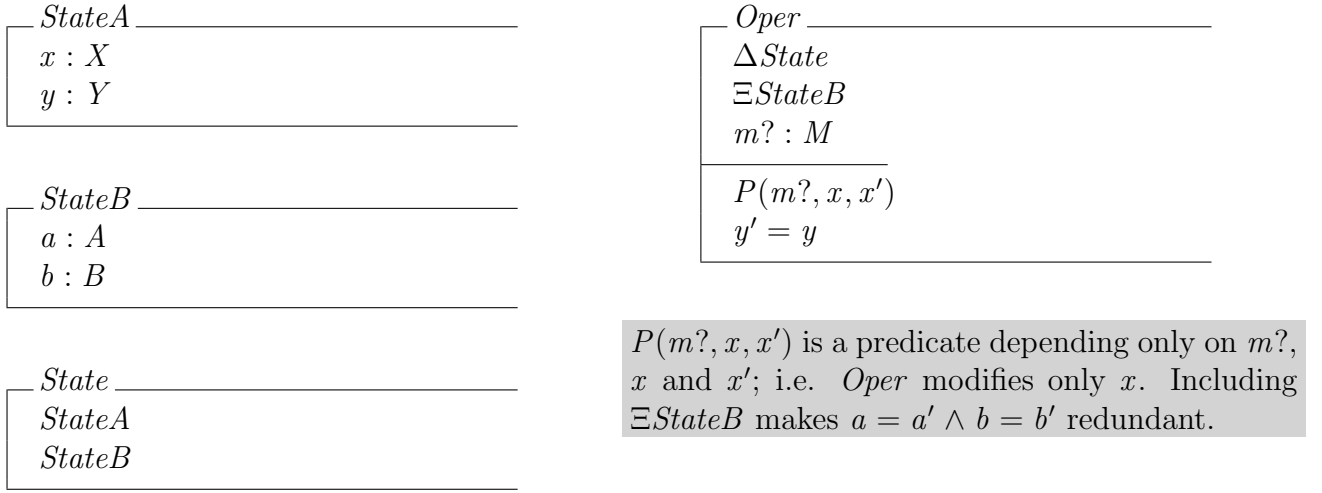 StateA
x : X
y : Y
StateB
a : A
b : B
State
StateA
StateB
Oper
ΔState
ΞStateB
m? : M
P(m?, x, x′)
y′ = y
P(m?, x, x′) is a predicate depending only on m?,
x and x′; i.e. Oper modifies only x. Including
ΞStateB makes a = a′ ∧ b = b′ redundant.